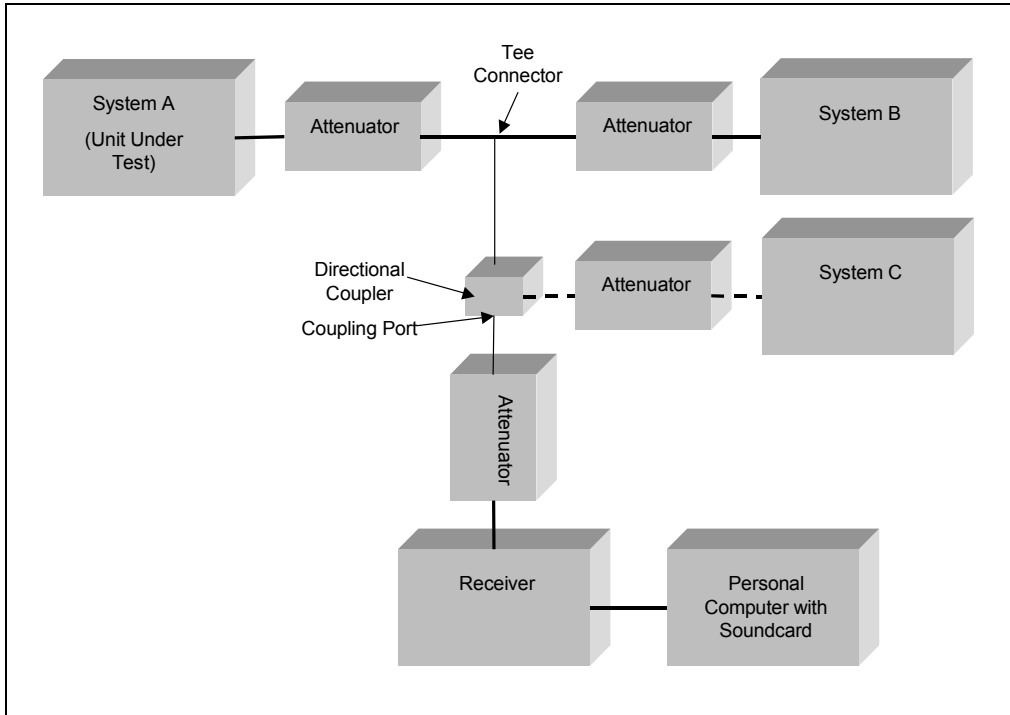 Tee
Connector
System A
(Unit Under
Test)
Attenuator
Attenuator
System B
Directional
Coupler
Coupling Port
Attenuator
System C
Attenuator
Receiver
Personal
Computer with
Soundcard